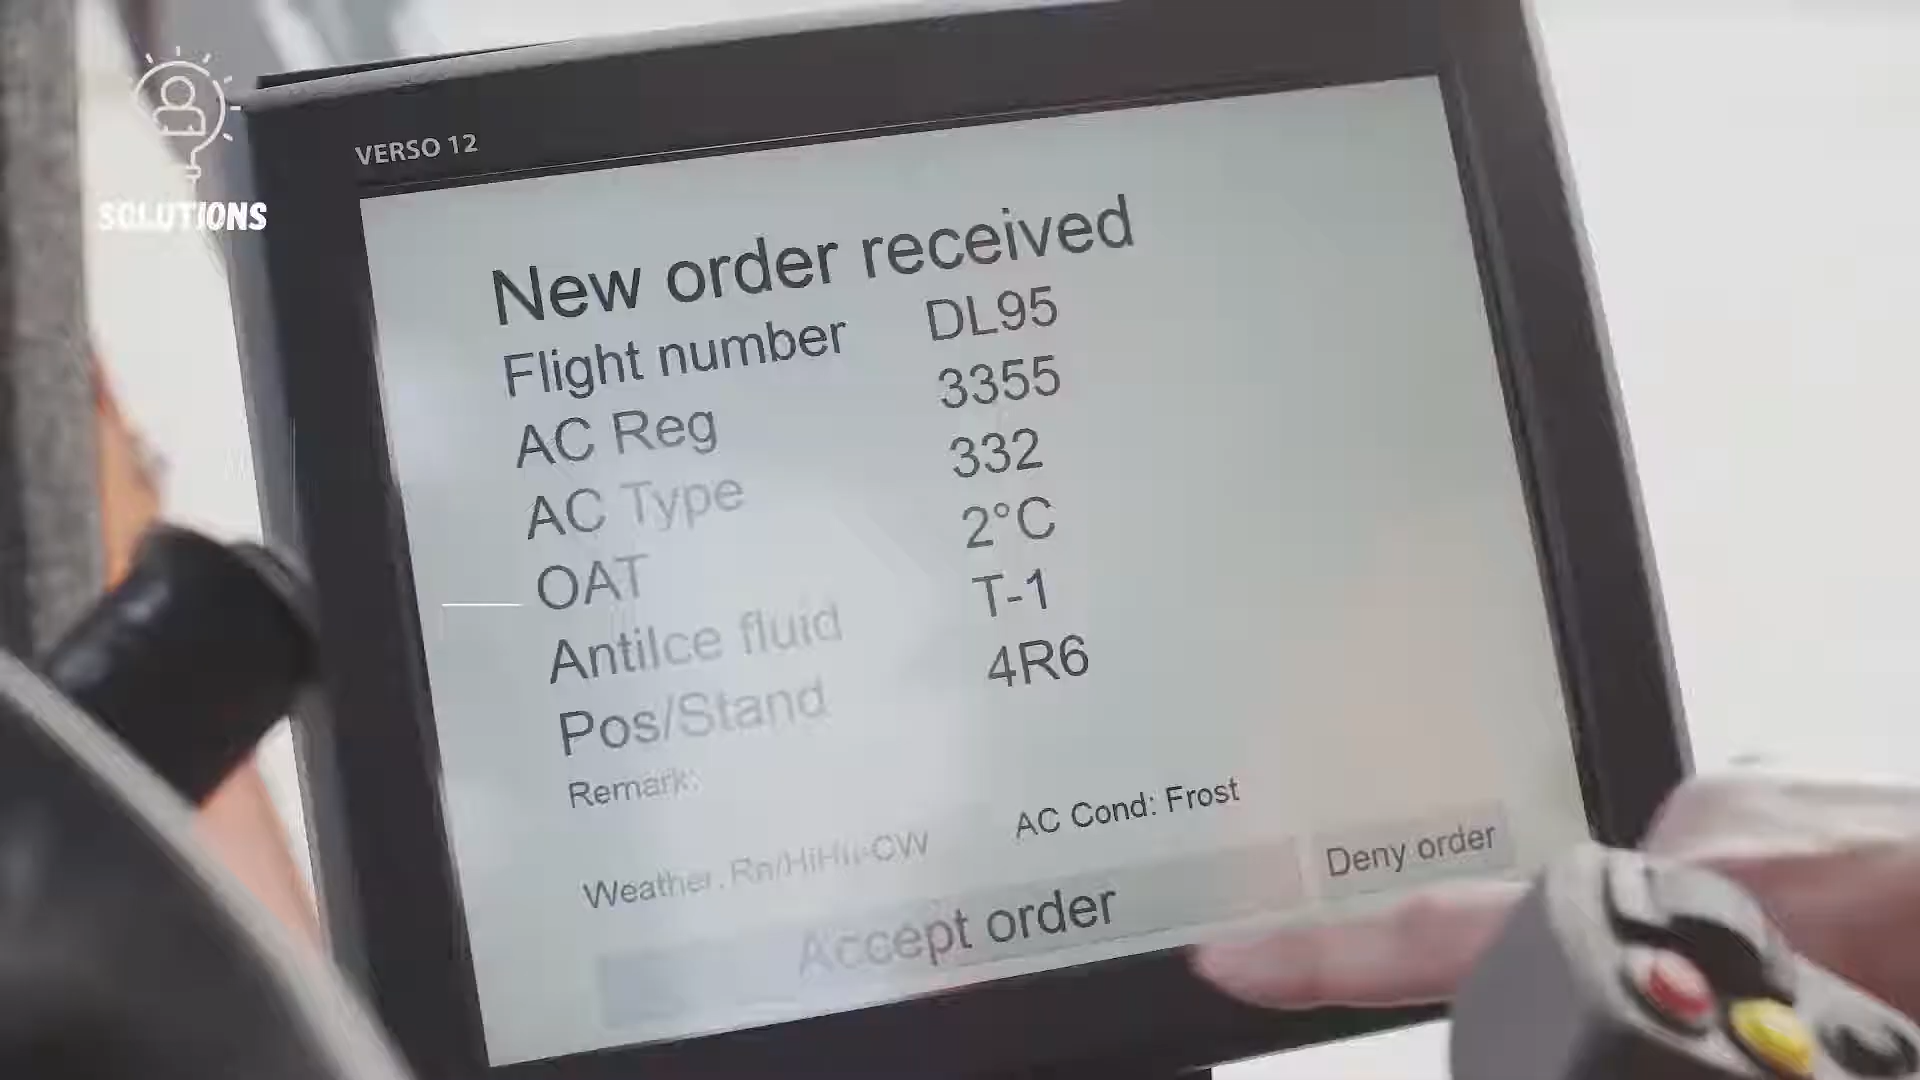 VERSO 12
SOLUTIONS
New order received
Flight number DL95
AC Reg 3355
AC Type 332
OAT 2°C
AntiIce fluid T-1
Pos/Stand 4R6
Remark:
Weather: AC Cond: Frost
Accept order Deny order